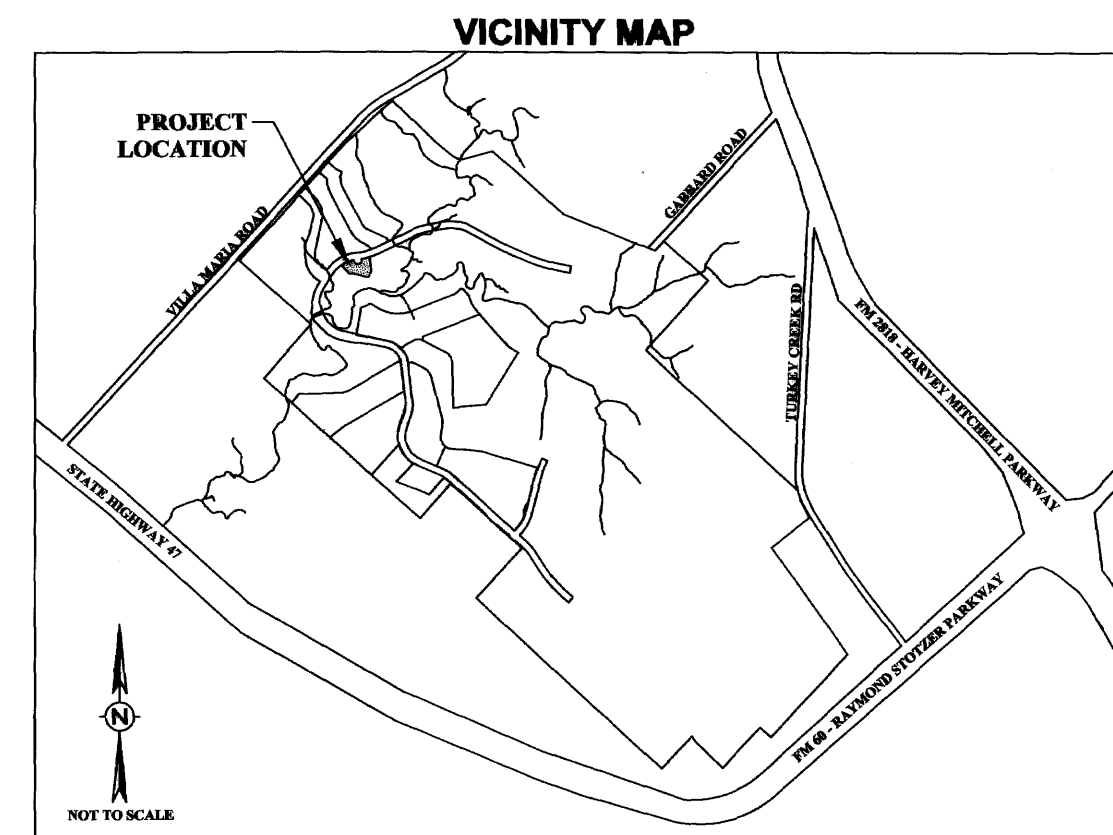 VICINITY MAP
PROJECT
LOCATION
VILLA MARIA ROAD
GABBARD ROAD
TURKEY CREEK RD
FM 2818 - HARVEY MITCHELL PARKWAY
STATE HIGHWAY 47
FM 60 - RAYMOND STOTZER PARKWAY
N
NOT TO SCALE